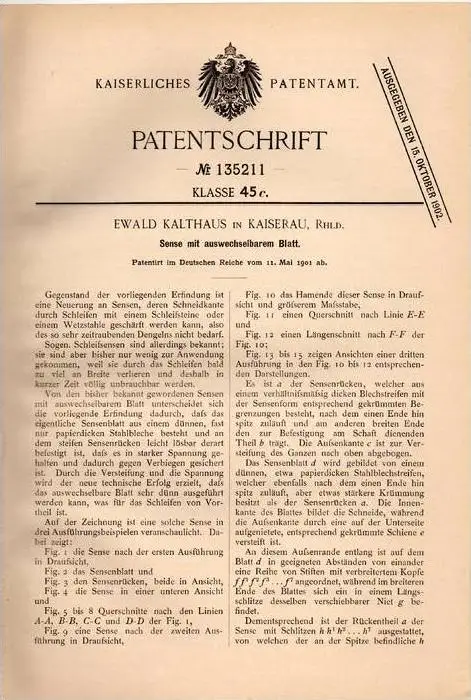 KAISERLICHES PATENTAMT.
AUSGEGEBEN DEN 15. OKTOBER 1902.
PATENTSCHRIFT
— № 135211 —
KLASSE 45 c.
EWALD KALTHAUS IN KAISERAU, RHLD.
Sense mit auswechselbarem Blatt.
Patentirt im Deutschen Reiche vom 11. Mai 1901 ab.
Gegenstand der vorliegenden Erfindung ist
eine Neuerung an Sensen, deren Schneidkante
durch Schleifen mit einem Schleifsteine oder
einem Wetzstahle geschärft werden kann, also
des so sehr zeitraubenden Dengelns nicht bedarf.
Sogen. Schleifsensen sind allerdings bekannt;
sie sind aber bisher nur wenig zur Anwendung
gekommen, weil sie durch das Schleifen bald
zu viel an Breite verlieren und deshalb in
kurzer Zeit völlig unbrauchbar werden.
Von den bisher bekannt gewordenen Sensen
mit auswechselbarem Blatt unterscheidet sich
die vorliegende Erfindung dadurch, daſs das
eigentliche Sensenblatt aus einem dünnen, fast
nur papierdicken Stahlbleche besteht und an
dem steifen Sensenrücken leicht lösbar derart
befestigt ist, daſs es in starker Spannung ge-
halten und dadurch gegen Verbiegen gesichert
ist. Durch die Versteifung und Spannung wird
der neue technische Erfolg erzielt, daſs
das auswechselbare Blatt sehr dünn ausgeführt
werden kann, was für das Schleifen von Vor-
theil ist.
Auf der Zeichnung ist eine solche Sense in
drei Ausführungsbeispielen veranschaulicht. Da-
bei zeigt:
Fig. 1 die Sense nach der ersten Ausführung
in Draufsicht,
Fig. 2 das Sensenblatt und
Fig. 3 den Sensenrücken, beide in Ansicht,
Fig. 4 die Sense in einer unteren Ansicht
und
Fig. 5 bis 8 Querschnitte nach den Linien
A-A, B-B, C-C und D-D der Fig. 1,
Fig. 9 eine Sense nach der zweiten Aus-
führung in Draufsicht,
Fig. 10 das Hamende dieser Sense in Drauf-
sicht und gröſserem Maſsstabe,
Fig. 11 einen Querschnitt nach Linie E-E
und
Fig. 12 einen Längenschnitt nach F-F der
Fig. 10;
Fig. 13 bis 15 zeigen Ansichten einer dritten
Ausführung in den Fig. 10 bis 12 entsprechen-
den Darstellungen.
Es ist a der Sensenrücken, welcher aus
einem verhältniſsmäſsig dicken Blechstreifen mit
der Sensenform entsprechend gekrümmten Be-
grenzungen besteht, nach dem einen Ende hin
spitz zuläuft und am anderen breiten Ende
den zur Befestigung am Schaft dienenden
Theil b trägt. Die Auſsenkante c ist zur Ver-
steifung des Ganzen nach oben abgebogen.
Das Sensenblatt d wird gebildet von einem
dünnen, etwa papierdicken Stahlblechstreifen,
welcher ebenfalls nach dem einen Ende hin
spitz zuläuft, aber etwas stärkere Krümmung
besitzt als der Sensenrücken a. Die Innen-
kante des Blattes bildet die Schneide, während
die Auſsenkante durch eine auf der Unterseite
aufgenietete, entsprechend gekrümmte Schiene e
versteift ist.
An diesem Auſsenrande entlang ist auf dem
Blatt d in geeigneten Abständen von einander
eine Reihe von Stiften mit verbreitertem Kopfe
f f¹ f² f³ ... f⁷ angeordnet, während im breiteren
Ende des Blattes sich ein in einem Längs-
schlitze desselben verschiebbarer Niet g be-
findet.
Dementsprechend ist der Rückentheil a der
Sense mit Schlitzen h h¹ h² ... h⁷ ausgestattet,
von welchen der an der Spitze befindliche h